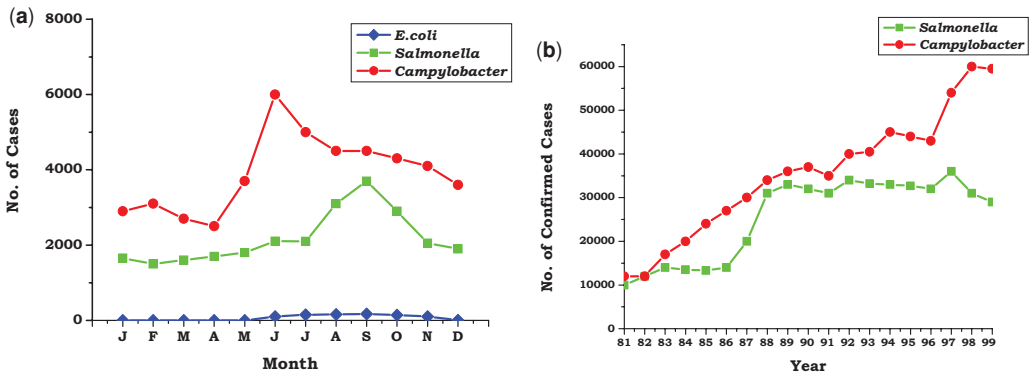 (a)
8000
6000
4000
2000
0
No. of Cases
E.coli
Salmonella
Campylobacter
J F M A M J J A S O N D
Month
(b)
Salmonella
Campylobacter
60000
50000
40000
30000
20000
10000
0
No. of Confirmed Cases
81 82 83 84 85 86 87 88 89 90 91 92 93 94 95 96 97 98 99
Year